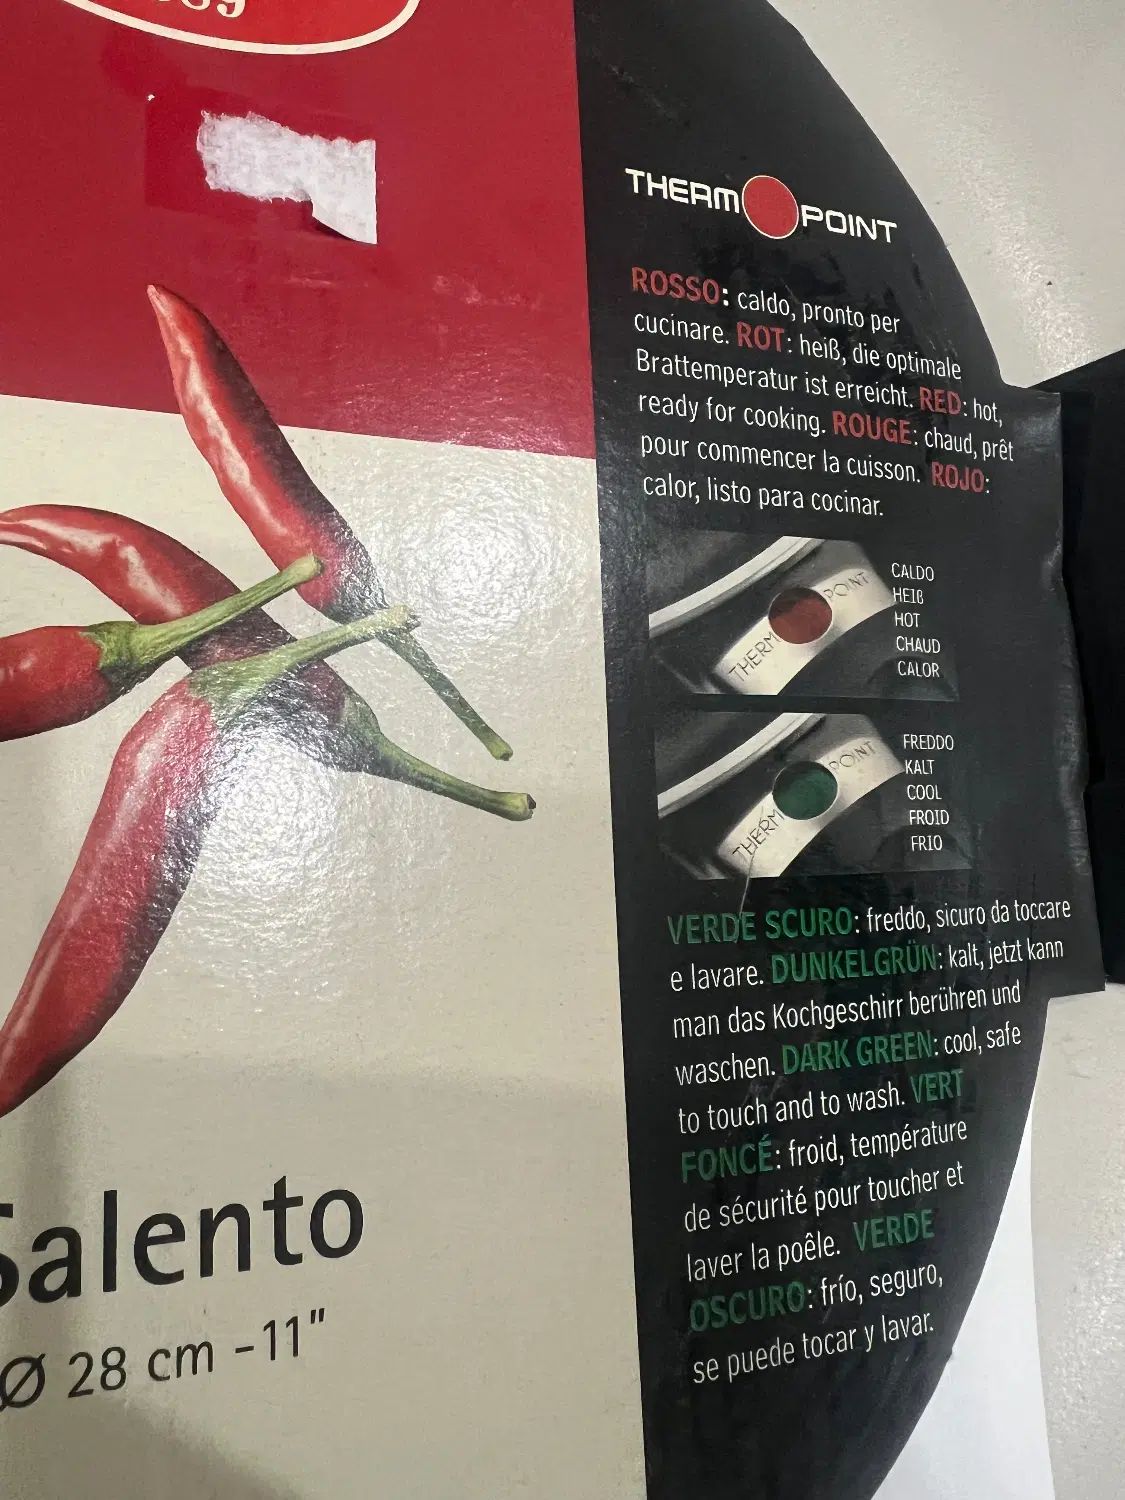 THERM POINT
ROSSO: caldo, pronto per
cucinare. ROT: heiß, die optimale
Brattemperatur ist erreicht. RED: hot,
ready for cooking. ROUGE: chaud, prêt
pour commencer la cuisson. ROJO:
calor, listo para cocinar.
THERM POINT
CALDO
HEIß
HOT
CHAUD
CALOR
THERM POINT
FREDDO
KALT
COOL
FROID
FRIO
VERDE SCURO: freddo, sicuro da toccare
e lavare. DUNKELGRÜN: kalt, jetzt kann
man das Kochgeschirr berühren und
waschen. DARK GREEN: cool, safe
to touch and to wash. VERT
FONCÉ: froid, température
de sécurité pour toucher et
laver la poêle. VERDE
OSCURO: frío, seguro,
se puede tocar y lavar.
Salento
Ø 28 cm - 11"